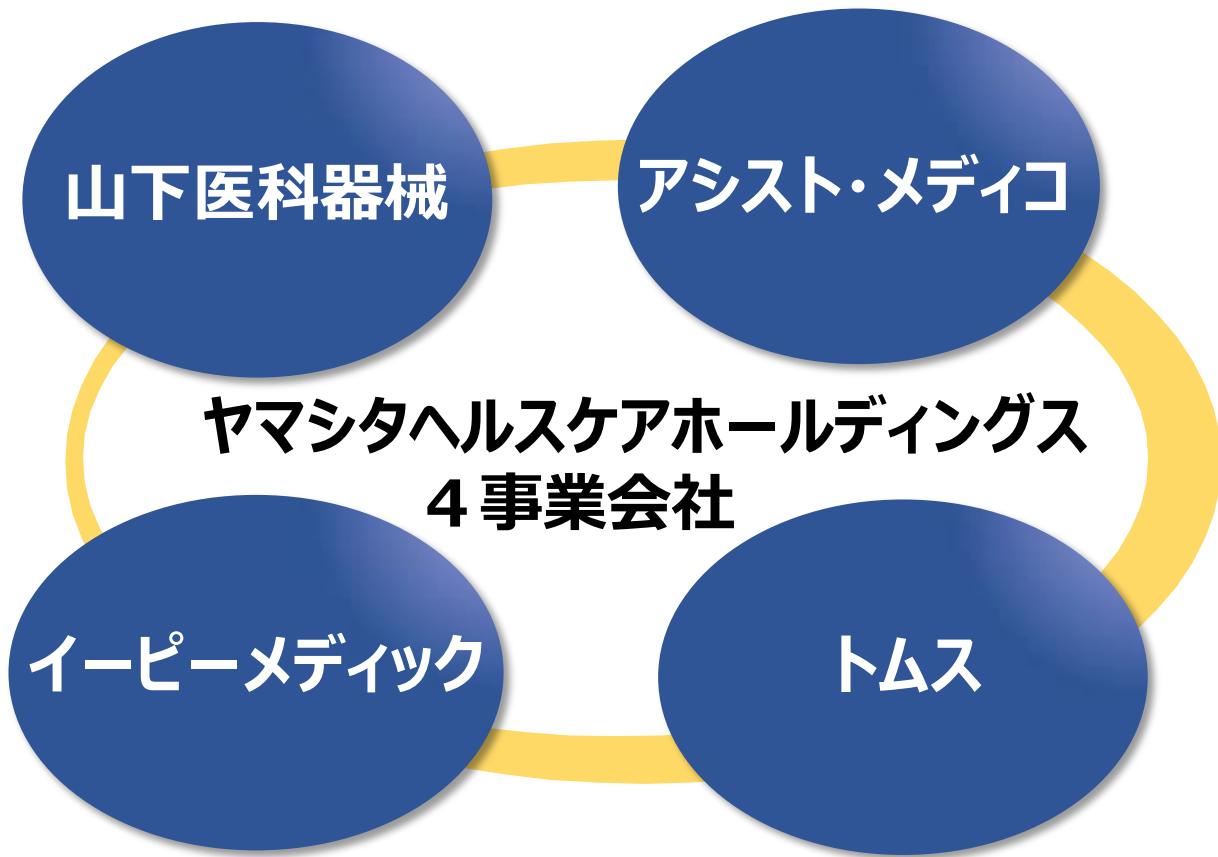 山下医科器械
アシスト・メディコ
ヤマシタヘルスケアホールディングス
４事業会社
イーピーメディック
トムス